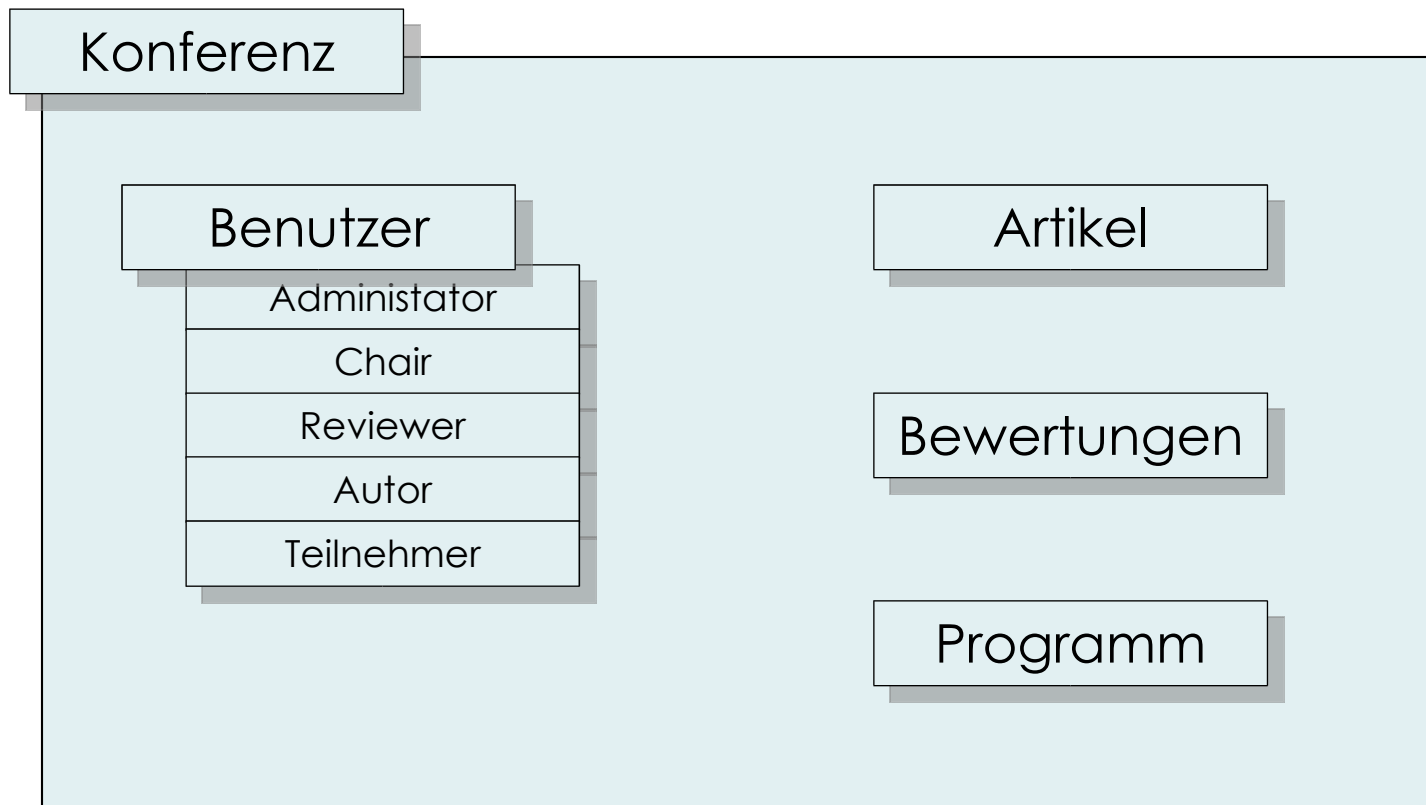 Konferenz
Benutzer
Administator
Chair
Reviewer
Autor
Teilnehmer
Artikel
Bewertungen
Programm